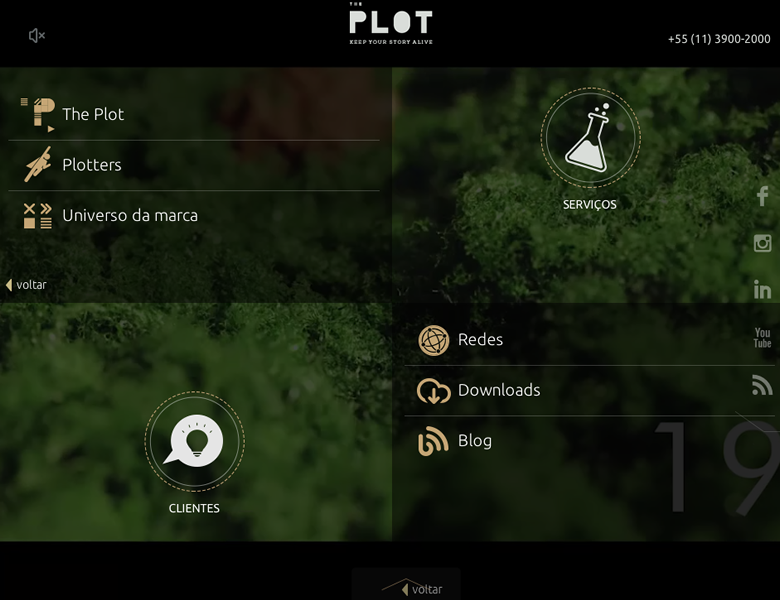 THE
PLOT
KEEP YOUR STORY ALIVE
+55 (11) 3900-2000
The Plot
Plotters
Universo da marca
voltar
SERVIÇOS
CLIENTES
Redes
Downloads
Blog
You
Tube
19
voltar